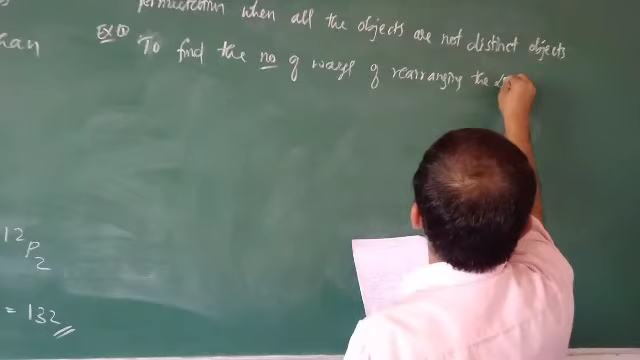 permutation when all the objects are not distinct objects
han
Ex ① To find the no of ways of rearranging the
12P2
= 132